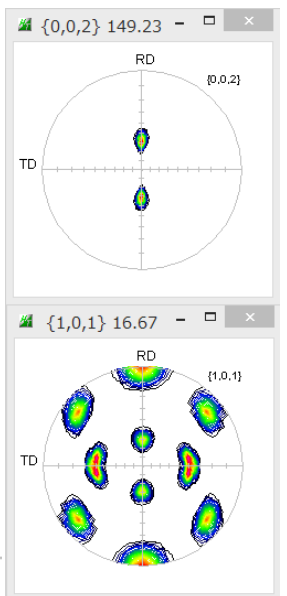 {0,0,2} 149.23
RD
{0,0,2}
TD
{1,0,1} 16.67
RD
{1,0,1}
TD